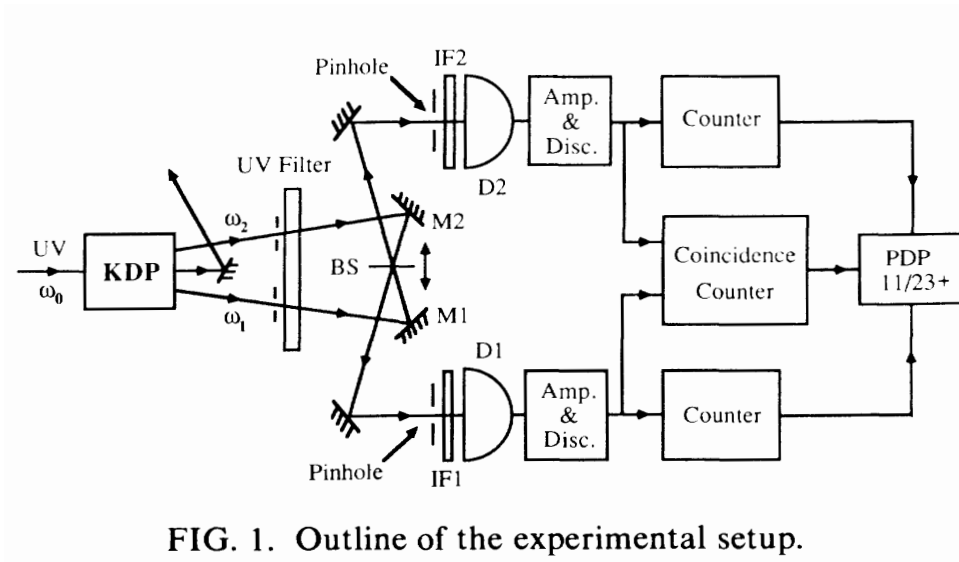 Pinhole
IF2
D2
Amp.
&
Disc.
Counter
UV Filter
UV
ω₀
KDP
ω₂
ω₁
BS
M2
M1
Coincidence
Counter
PDP
11/23+
D1
Pinhole
IF1
Amp.
&
Disc.
Counter
FIG. 1. Outline of the experimental setup.